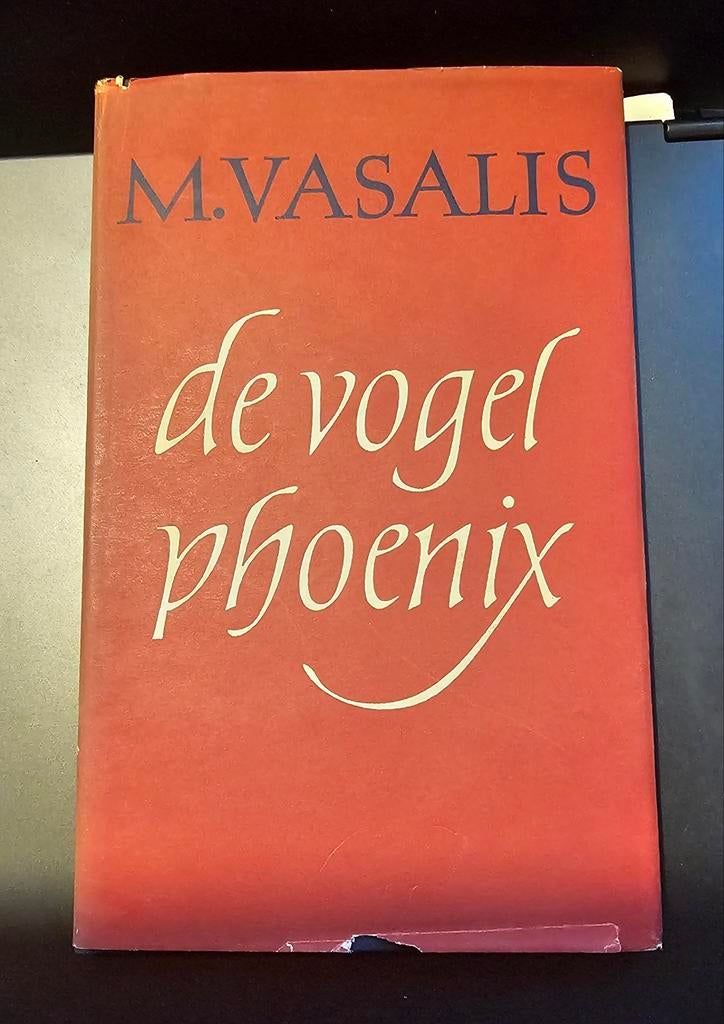 M.VASALIS
de vogel
phoenix